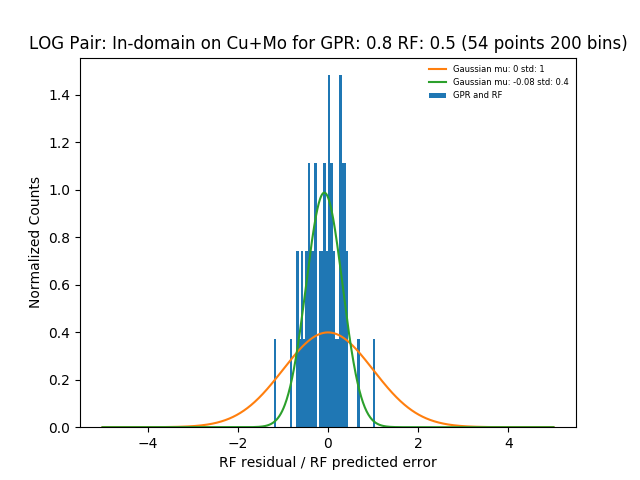 LOG Pair: In-domain on Cu+Mo for GPR: 0.8 RF: 0.5 (54 points 200 bins)
Gaussian mu: 0 std: 1
Gaussian mu: -0.08 std: 0.4
GPR and RF
Normalized Counts
1.4
1.2
1.0
0.8
0.6
0.4
0.2
0.0
−4 −2 0 2 4
RF residual / RF predicted error